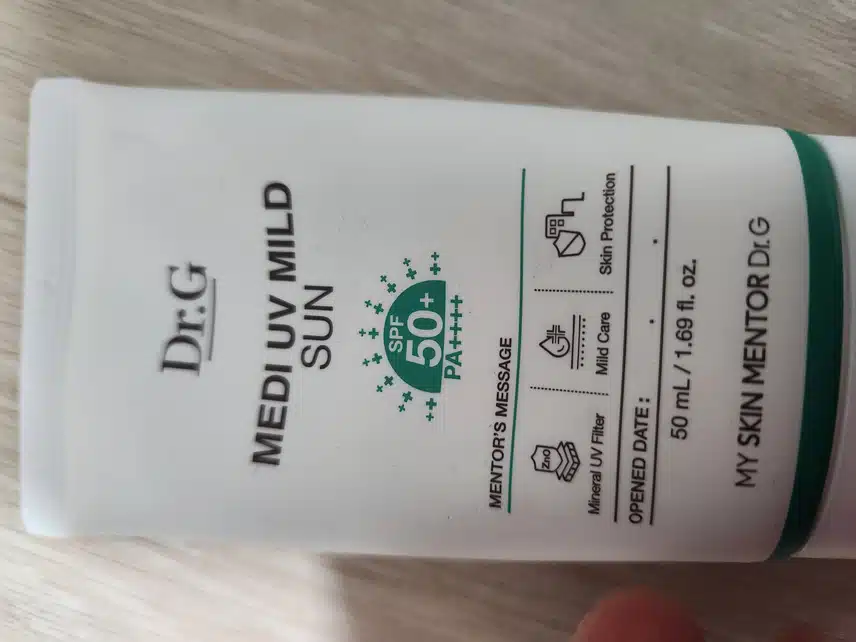 Dr.G
MEDI UV MILD
SUN
SPF
50+
PA++++
MENTOR'S MESSAGE
ZnO
Mineral UV Filter
Mild Care
Skin Protection
OPENED DATE : . .
50 mL / 1.69 fl. oz.
MY SKIN MENTOR Dr.G